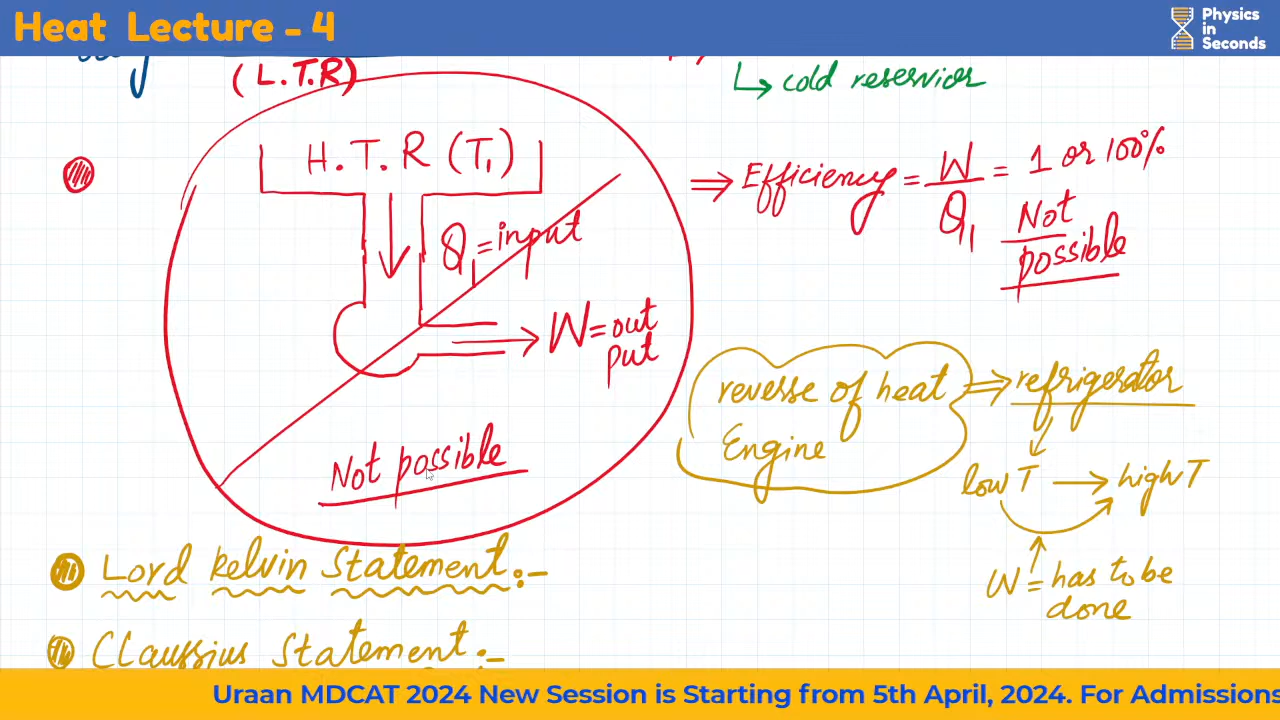 Heat Lecture - 4
Physics
in
Seconds
(L.T.R)
↳ cold reservior
H.T.R (T₁)
Q₁ = input
W = out
put
Not possible
⇒ Efficiency = W/Q₁ = 1 or 100%
Not
possible
revesse of heat
Engine
⇒ refrigerator
low T → high T
W = has to be
done
Lord Kelvin Statement:-
Claussius Statement:-
Uraan MDCAT 2024 New Session is Starting from 5th April, 2024. For Admissions